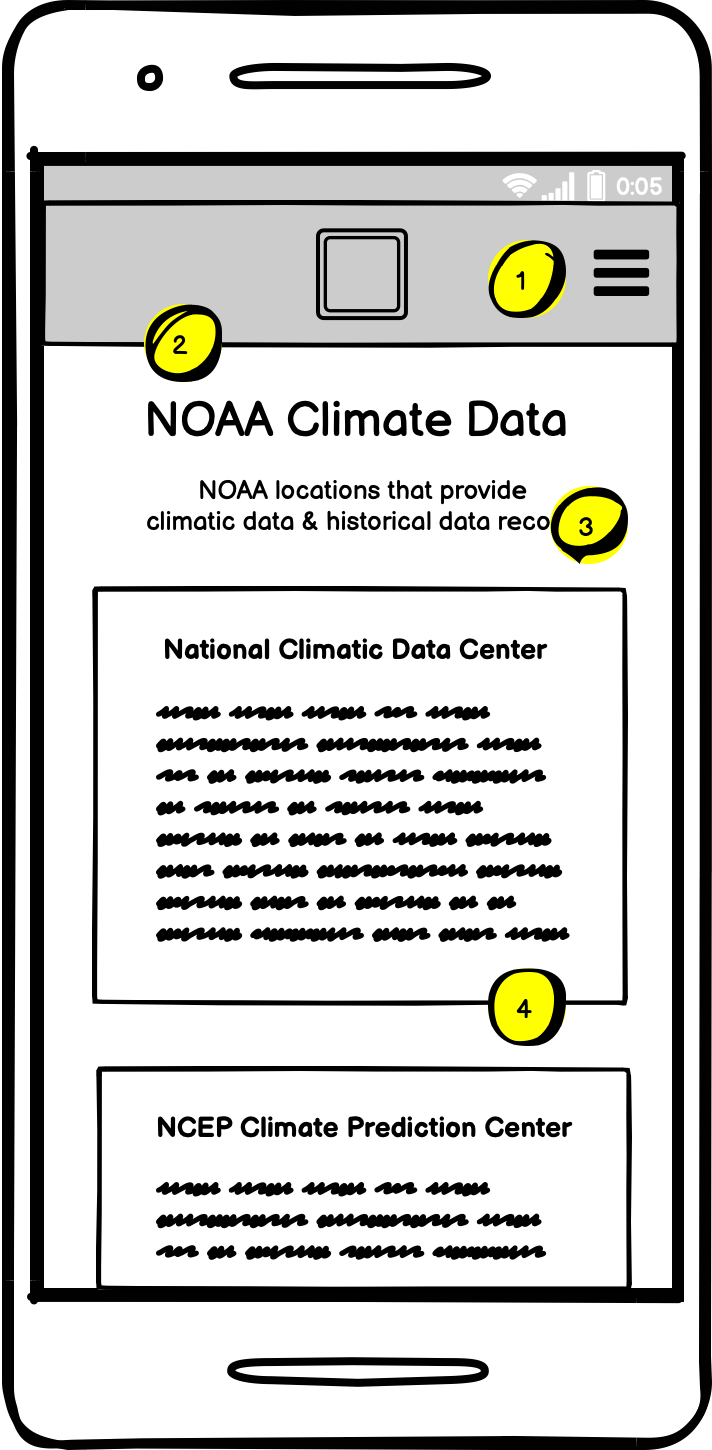 0:05
1
2
NOAA Climate Data
NOAA locations that provide
climatic data & historical data reco
3
National Climatic Data Center
4
NCEP Climate Prediction Center